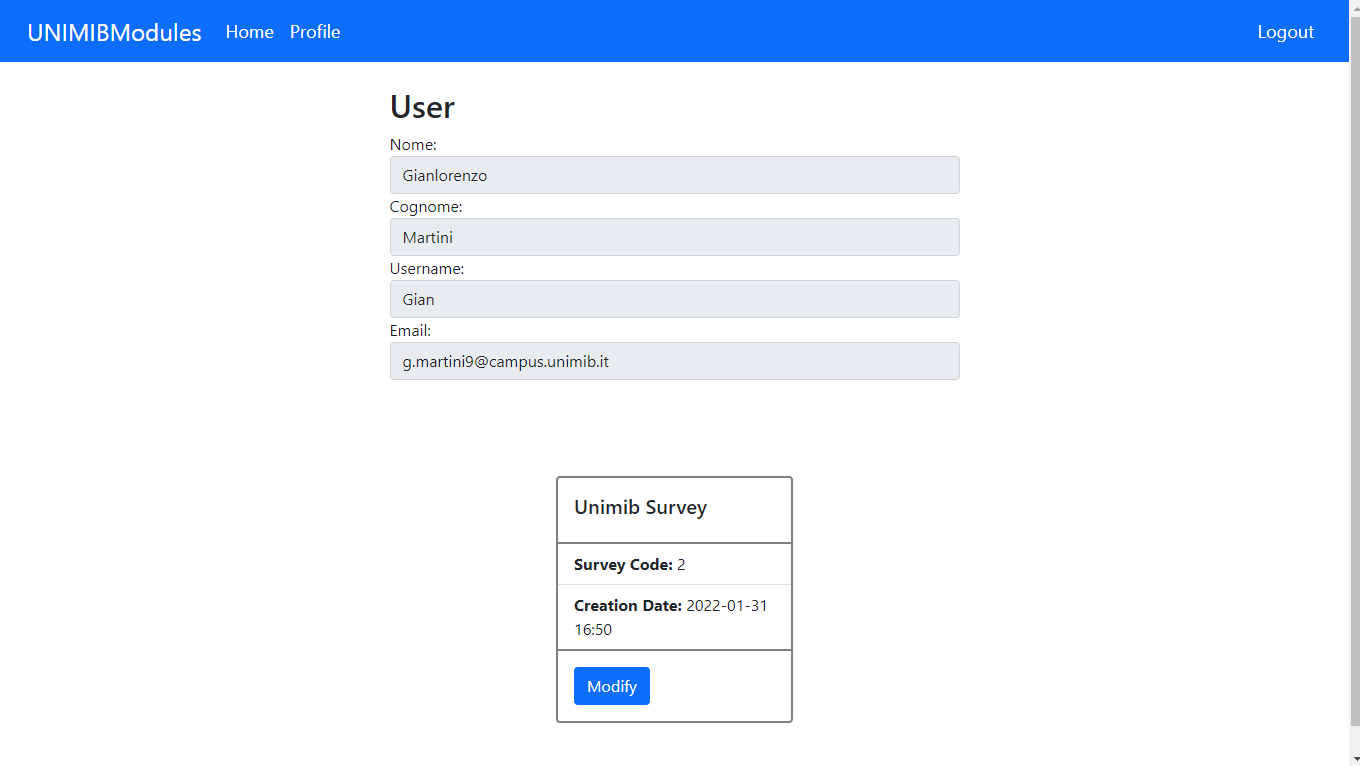 UNIMIBModules Home Profile Logout
User
Nome:
Gianlorenzo
Cognome:
Martini
Username:
Gian
Email:
g.martini9@campus.unimib.it
Unimib Survey
Survey Code: 2
Creation Date: 2022-01-31
16:50
Modify